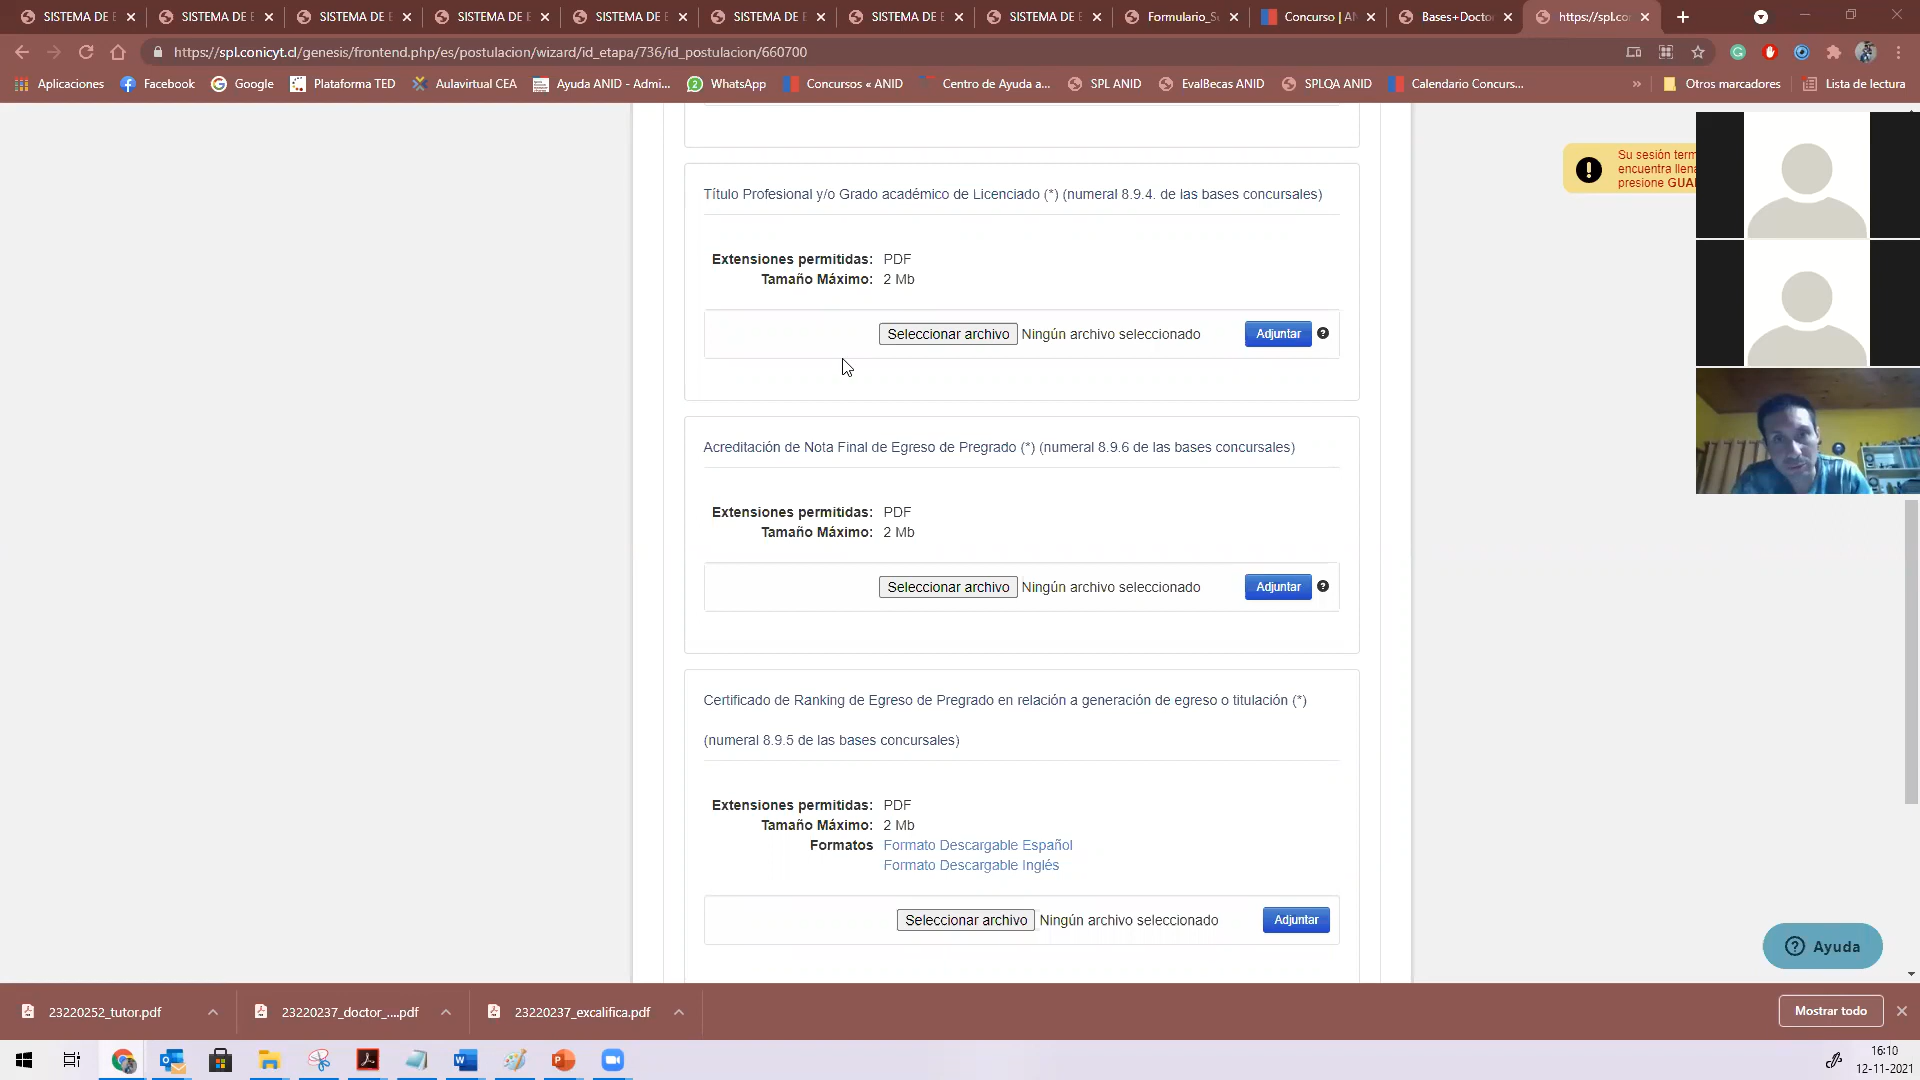 SISTEMA DE E
SISTEMA DE E
SISTEMA DE E
SISTEMA DE E
SISTEMA DE E
SISTEMA DE E
SISTEMA DE E
SISTEMA DE E
Formulario_S
Concurso | AN
Bases+Docto
https://spl.co
https://spl.conicyt.cl/genesis/frontend.php/es/postulacion/wizard/id_etapa/736/id_postulacion/660700
Aplicaciones
Facebook
Google
Plataforma TED
Aulavirtual CEA
Ayuda ANID - Admi...
WhatsApp
Concursos « ANID
Centro de Ayuda a...
SPL ANID
EvalBecas ANID
SPLQA ANID
Calendario Concurs...
»
Otros marcadores
Lista de lectura
Su sesión term
encuentra llena
presione GUA
Título Profesional y/o Grado académico de Licenciado (*) (numeral 8.9.4. de las bases concursales)
Extensiones permitidas: PDF
Tamaño Máximo: 2 Mb
Seleccionar archivo Ningún archivo seleccionado Adjuntar
Acreditación de Nota Final de Egreso de Pregrado (*) (numeral 8.9.6 de las bases concursales)
Extensiones permitidas: PDF
Tamaño Máximo: 2 Mb
Seleccionar archivo Ningún archivo seleccionado Adjuntar
Certificado de Ranking de Egreso de Pregrado en relación a generación de egreso o titulación (*)
(numeral 8.9.5 de las bases concursales)
Extensiones permitidas: PDF
Tamaño Máximo: 2 Mb
Formatos Formato Descargable Español
Formato Descargable Inglés
Seleccionar archivo Ningún archivo seleccionado Adjuntar
Ayuda
23220252_tutor.pdf
23220237_doctor_....pdf
23220237_excalifica.pdf
Mostrar todo
16:10
12-11-2021